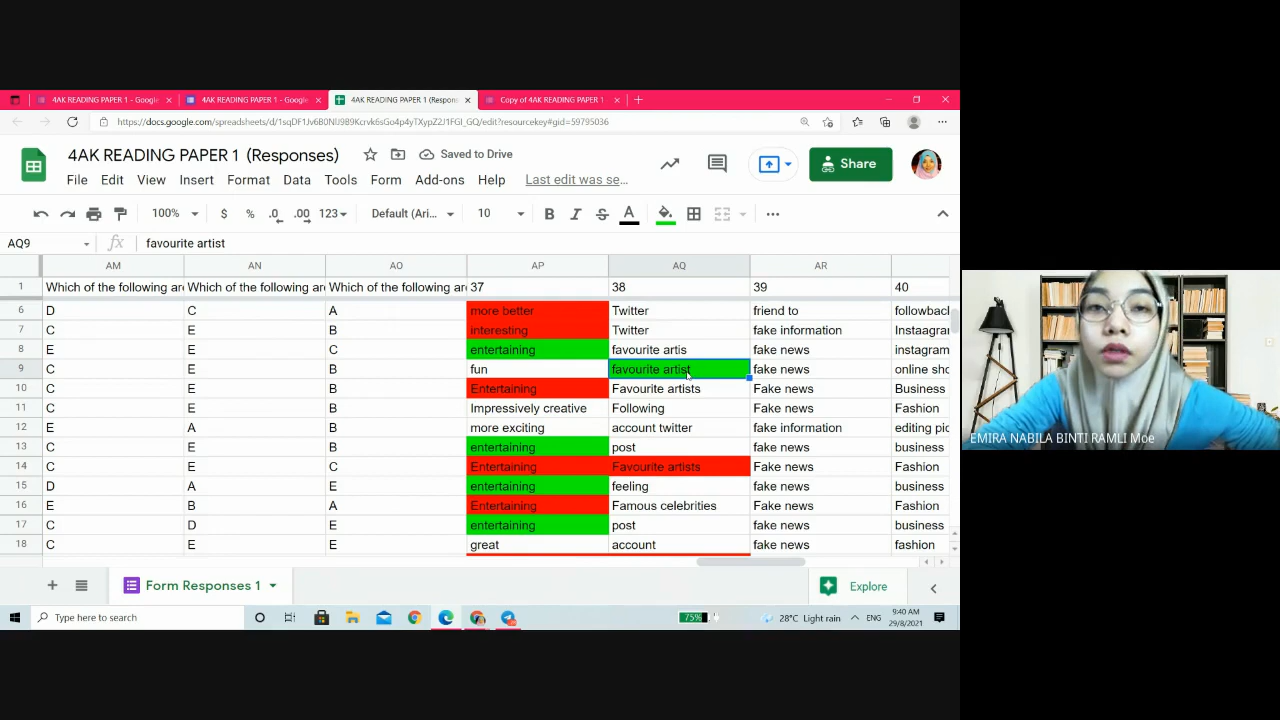 4AK READING PAPER 1 - Google
4AK READING PAPER 1 - Google
4AK READING PAPER 1 (Respon
Copy of 4AK READING PAPER 1
4AK READING PAPER 1 (Responses)
Saved to Drive
Share
File Edit View Insert Format Data Tools Form Add-ons Help Last edit was se...
100% $ % .0 .00 123 Default (Ari... 10 B I S A
AQ9 fx favourite artist
AM AN AO AP AQ AR
1 Which of the following ar Which of the following ar Which of the following ar 37 38 39 40
6 D C A more better Twitter friend to followbac
7 C E B interesting Twitter fake information Instaagrar
8 E E C entertaining favourite artis fake news instagram
9 C E B fun favourite artist fake news online sho
10 C E B Entertaining Favourite artists Fake news Business
11 C E B Impressively creative Following Fake news Fashion
12 E A B more exciting account twitter fake information editing pic
13 C E B entertaining post fake news business
14 C E C Entertaining Favourite artists Fake news Fashion
15 D A E entertaining feeling fake news business
16 E B A Entertaining Famous celebrities Fake news Fashion
17 C D E entertaining post fake news business
18 C E E great account fake news fashion
Form Responses 1
Explore
Type here to search
75%
28°C Light rain
ENG
9:40 AM
29/8/2021
EMIRA NABILA BINTI RAMLI Moe